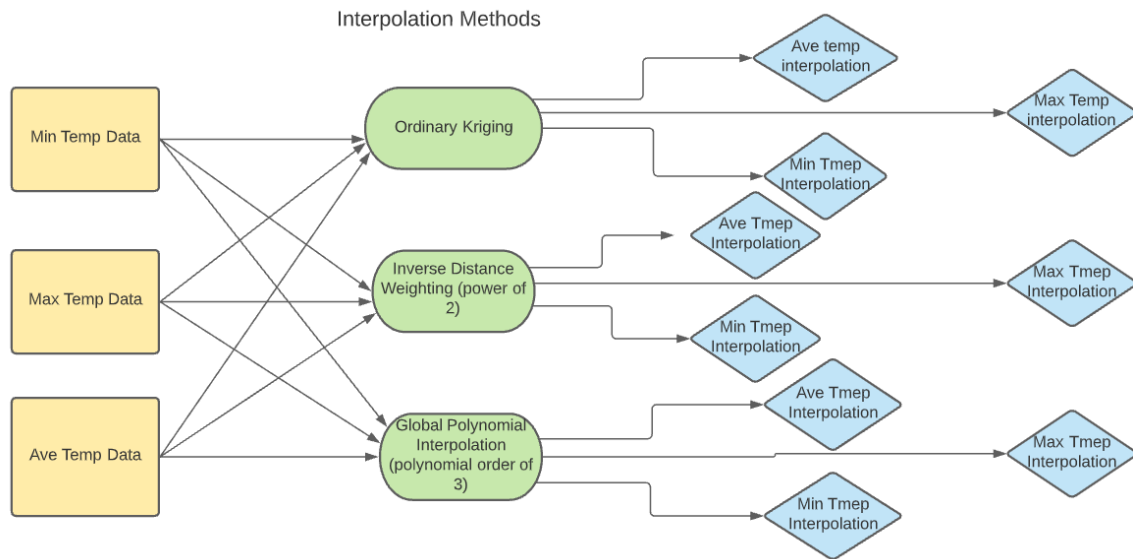 Interpolation Methods
Min Temp Data
Max Temp Data
Ave Temp Data
Ordinary Kriging
Inverse Distance
Weighting (power of
2)
Global Polynomial
Interpolation
(polynomial order of
3)
Ave temp
interpolation
Max Temp
interpolation
Min Tmep
Interpolation
Ave Tmep
Interpolation
Max Tmep
Interpolation
Min Tmep
Interpolation
Ave Tmep
Interpolation
Max Tmep
Interpolation
Min Tmep
Interpolation